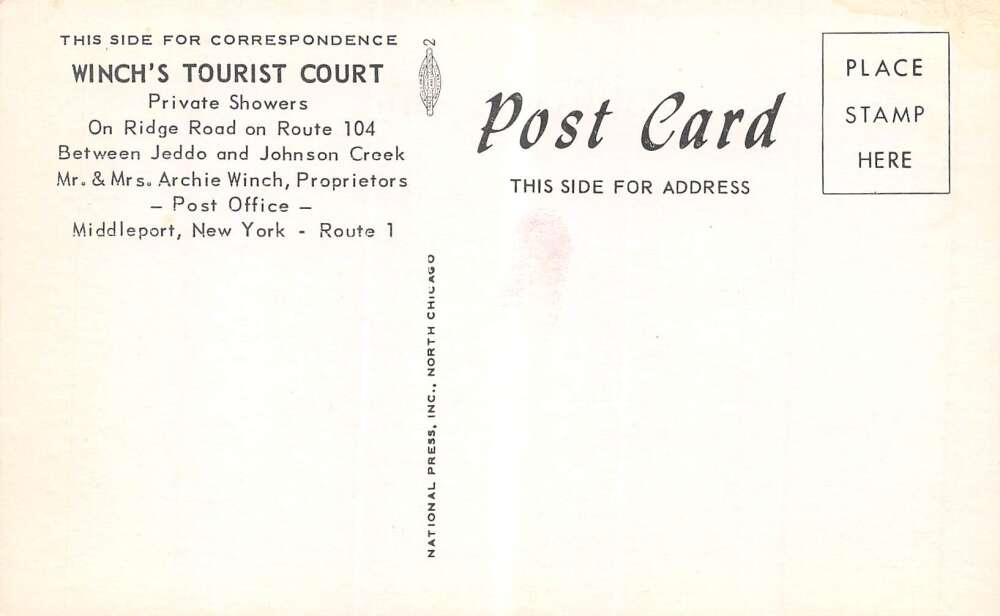 THIS SIDE FOR CORRESPONDENCE
WINCH'S TOURIST COURT
Private Showers
On Ridge Road on Route 104
Between Jeddo and Johnson Creek
Mr. & Mrs. Archie Winch, Proprietors
— Post Office —
Middleport, New York - Route 1
2
NATIONAL PRESS, INC., NORTH CHICAGO
Post Card
THIS SIDE FOR ADDRESS
PLACE
STAMP
HERE